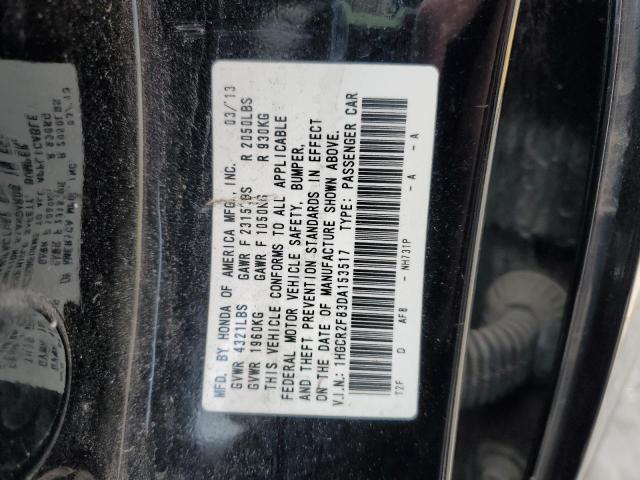 MFD. BY HONDA OF AMERICA MFG. INC. 03/13
GVWR 4321LBS GAWR F 2315LBS R 2050LBS
GVWR 1960KG GAWR F 1050KG R 930KG
THIS VEHICLE CONFORMS TO ALL APPLICABLE
FEDERAL MOTOR VEHICLE SAFETY, BUMPER,
AND THEFT PREVENTION STANDARDS IN EFFECT
ON THE DATE OF MANUFACTURE SHOWN ABOVE.
V.I.N.: 1HGCR2F83DA153517 TYPE: PASSENGER CAR
T2F D AF8 - NH731P - A - A